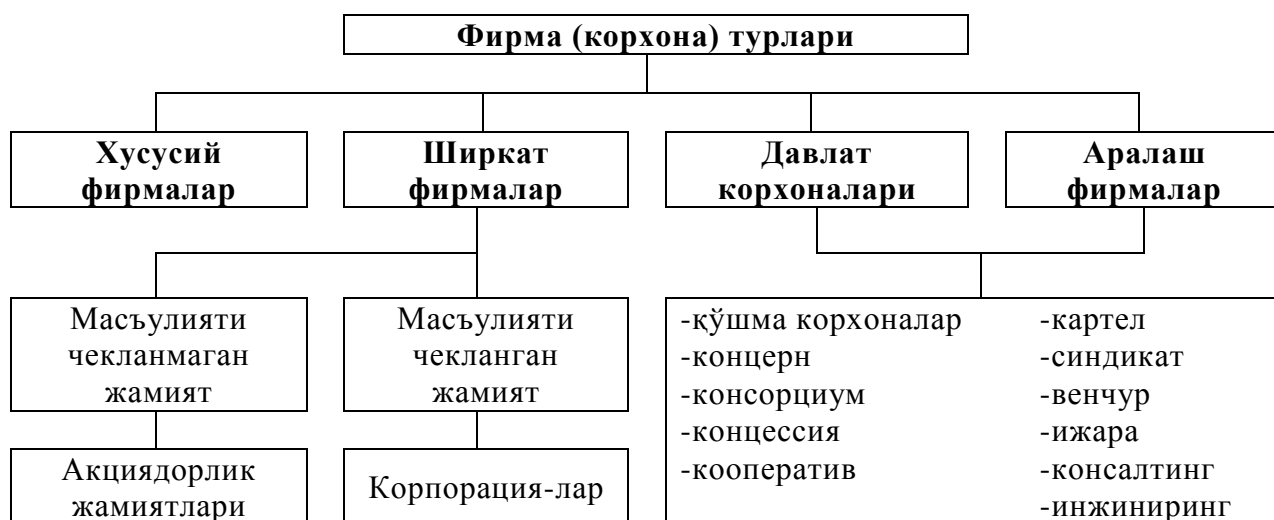 Фирма (корхона) турлари
Хусусий
фирмалар
Ширкат
фирмалар
Давлат
корхоналари
Аралаш
фирмалар
Масъулияти
чекланмаган
жамият
Масъулияти
чекланган
жамият
-қўшма корхоналар
-концерн
-консорциум
-концессия
-кооператив
-картел
-синдикат
-венчур
-ижара
-консалтинг
-инжиниринг
Акциядорлик
жамиятлари
Корпорация-лар